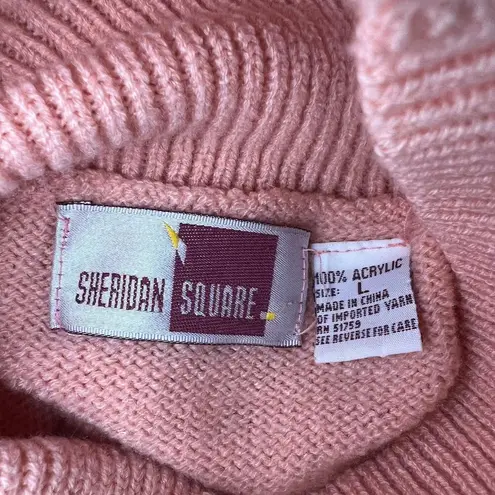 SHERIDAN SQUARE
100% ACRYLIC
SIZE: L
MADE IN CHINA
OF IMPORTED YARN
RN 51759
SEE REVERSE FOR CARE